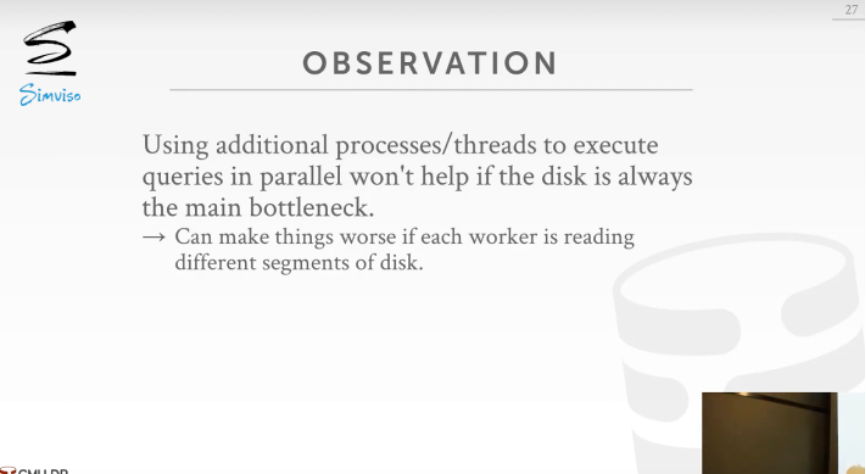 27
Simviso
OBSERVATION
Using additional processes/threads to execute
queries in parallel won't help if the disk is always
the main bottleneck.
→ Can make things worse if each worker is reading
different segments of disk.
CMU DB